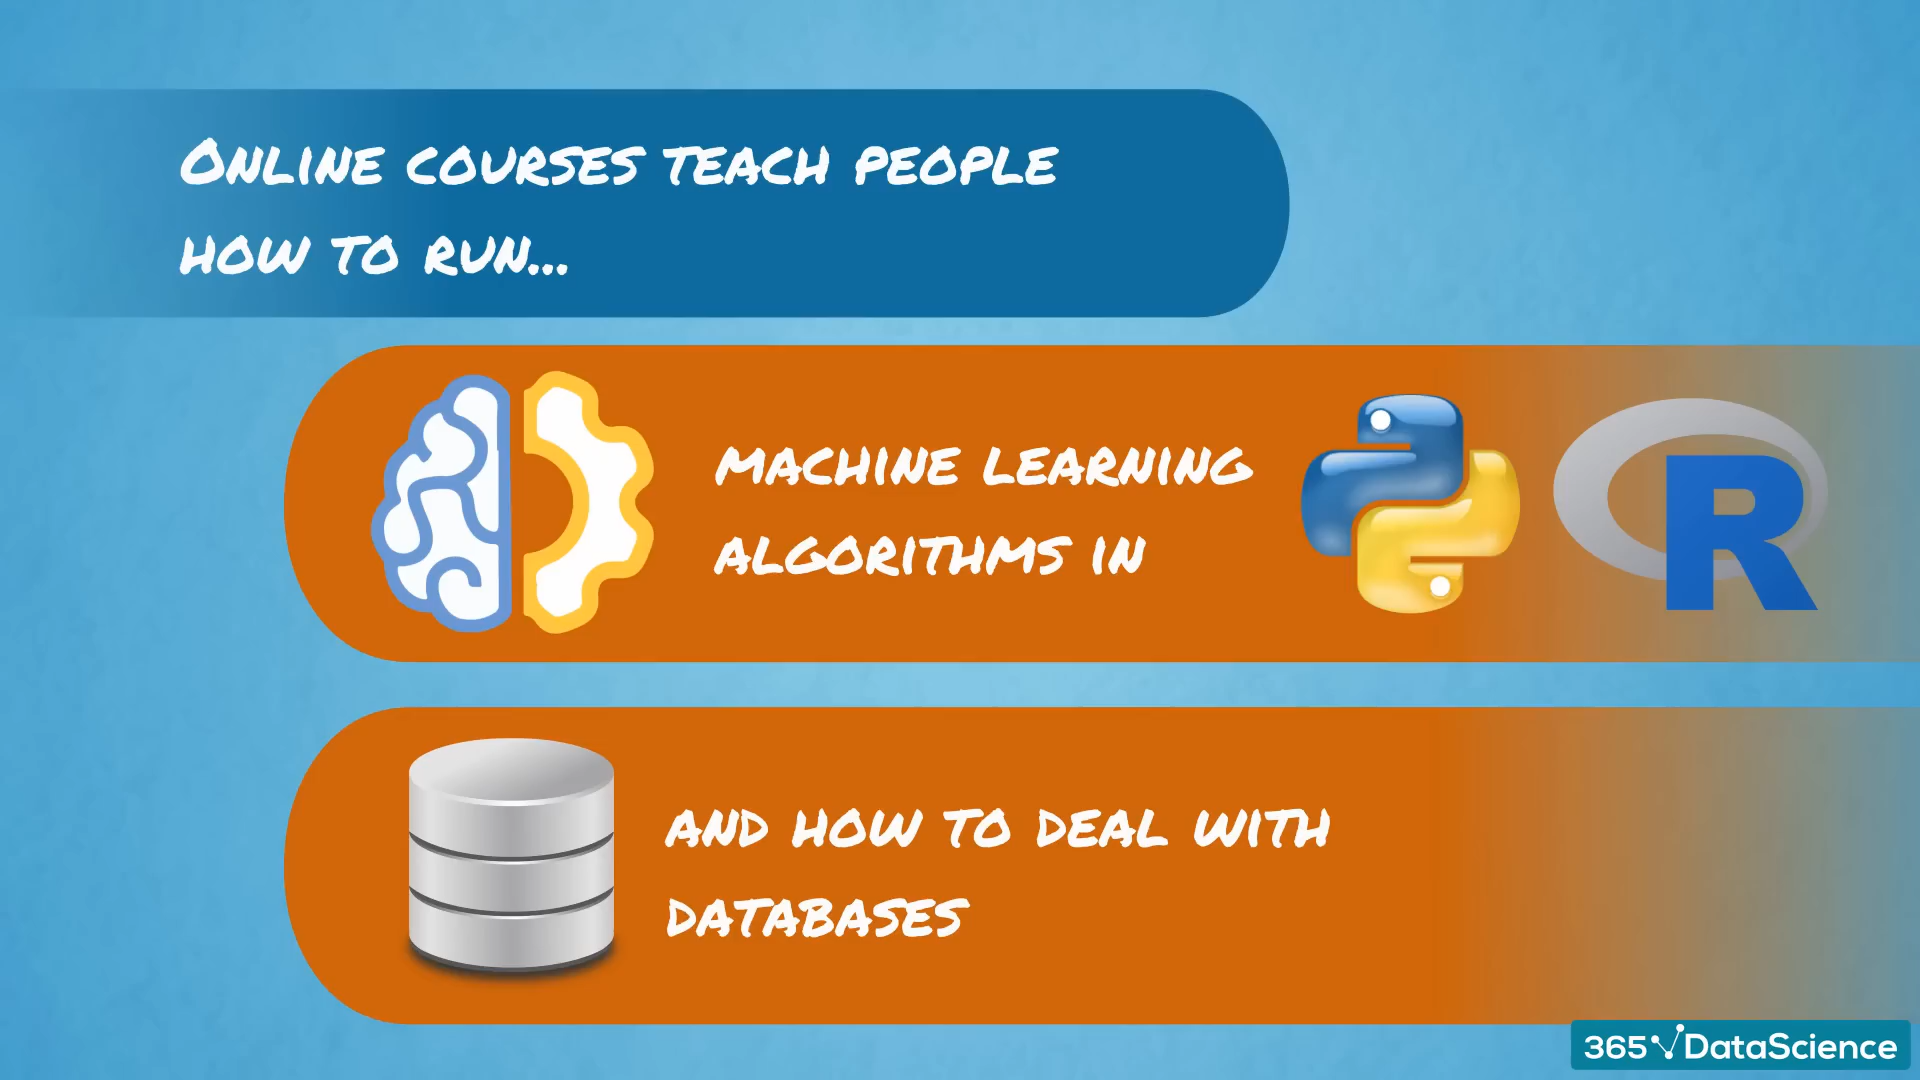 Online courses teach people
how to run...
machine learning
algorithms in
R
and how to deal with
databases
365 DataScience